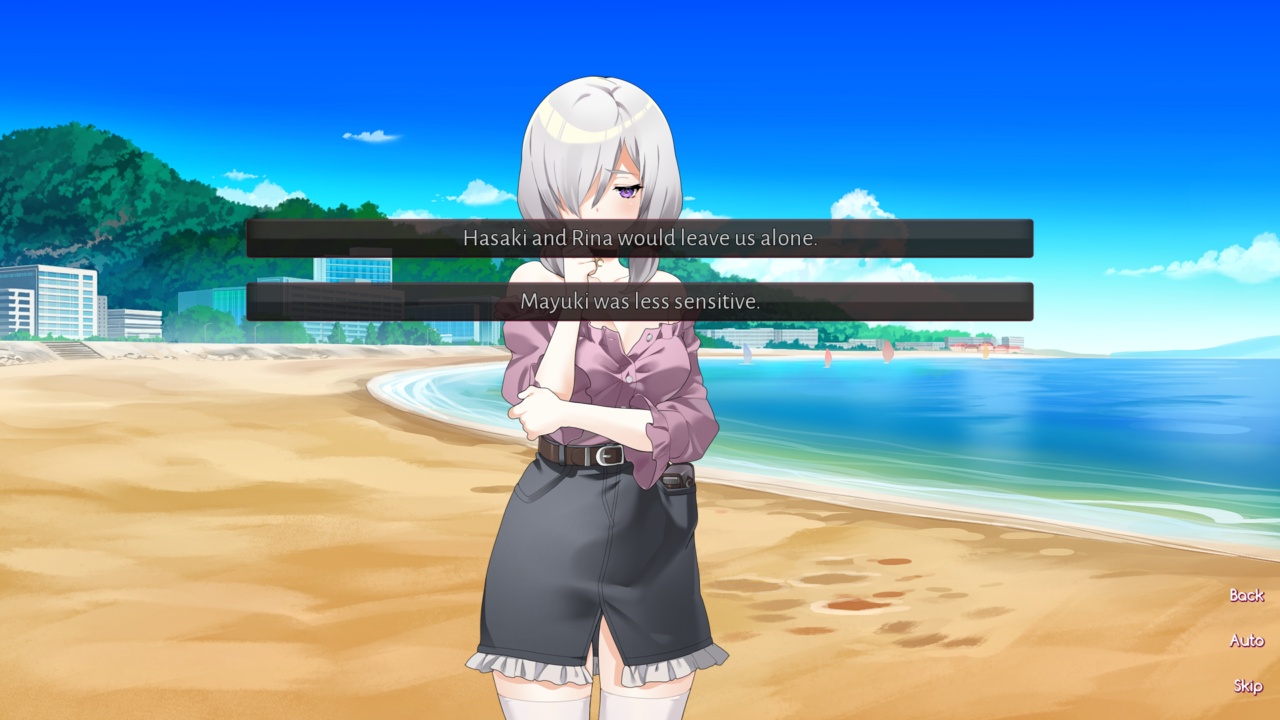 Hasaki and Rina would leave us alone.
Mayuki was less sensitive.
Back
Auto
Skip